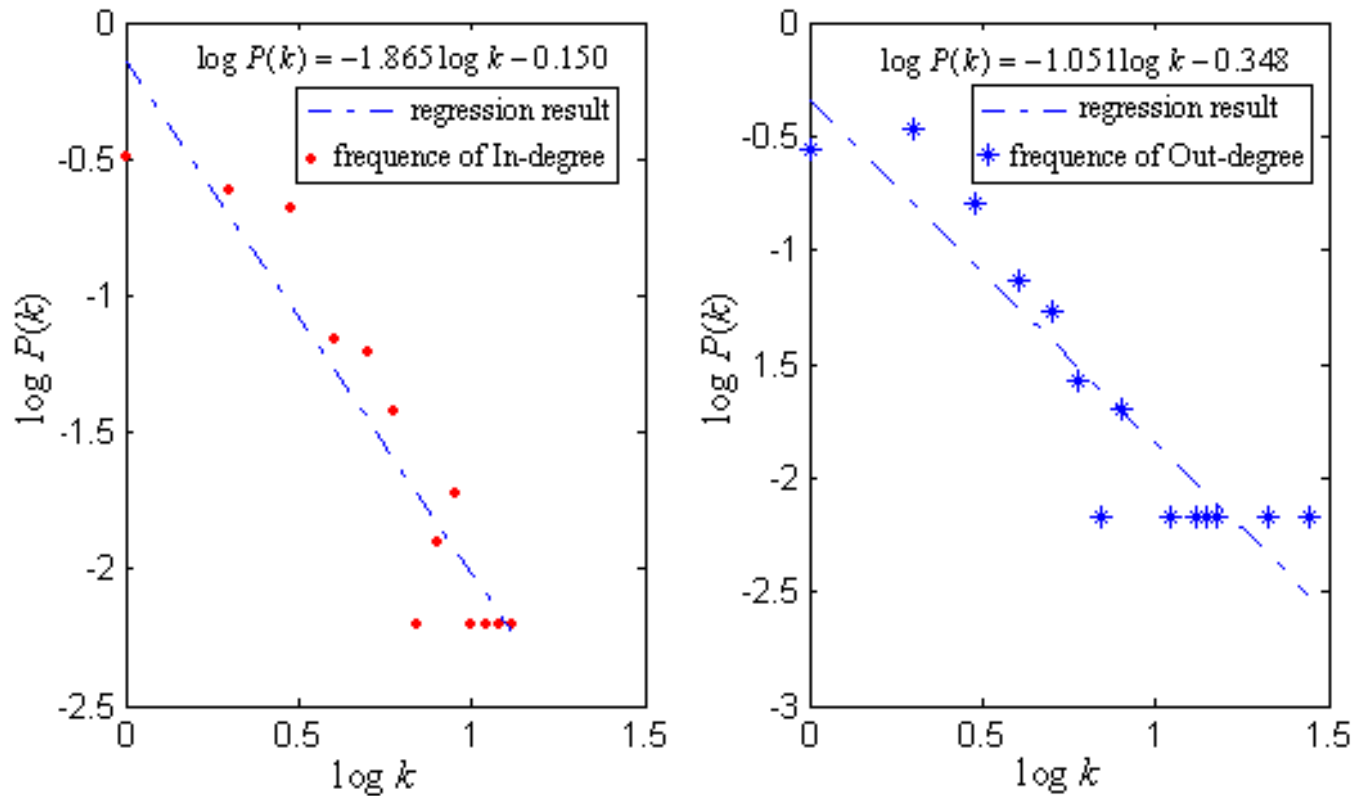 0
log P(k) = −1.865 log k − 0.150
regression result
frequence of In-degree
-0.5
-1
-1.5
-2
-2.5
log P(k)
0
0.5
1
1.5
log k
0
log P(k) = −1.051log k − 0.348
regression result
frequence of Out-degree
-0.5
-1
1.5
-2
-2.5
-3
log P(k)
0
0.5
1
1.5
log k